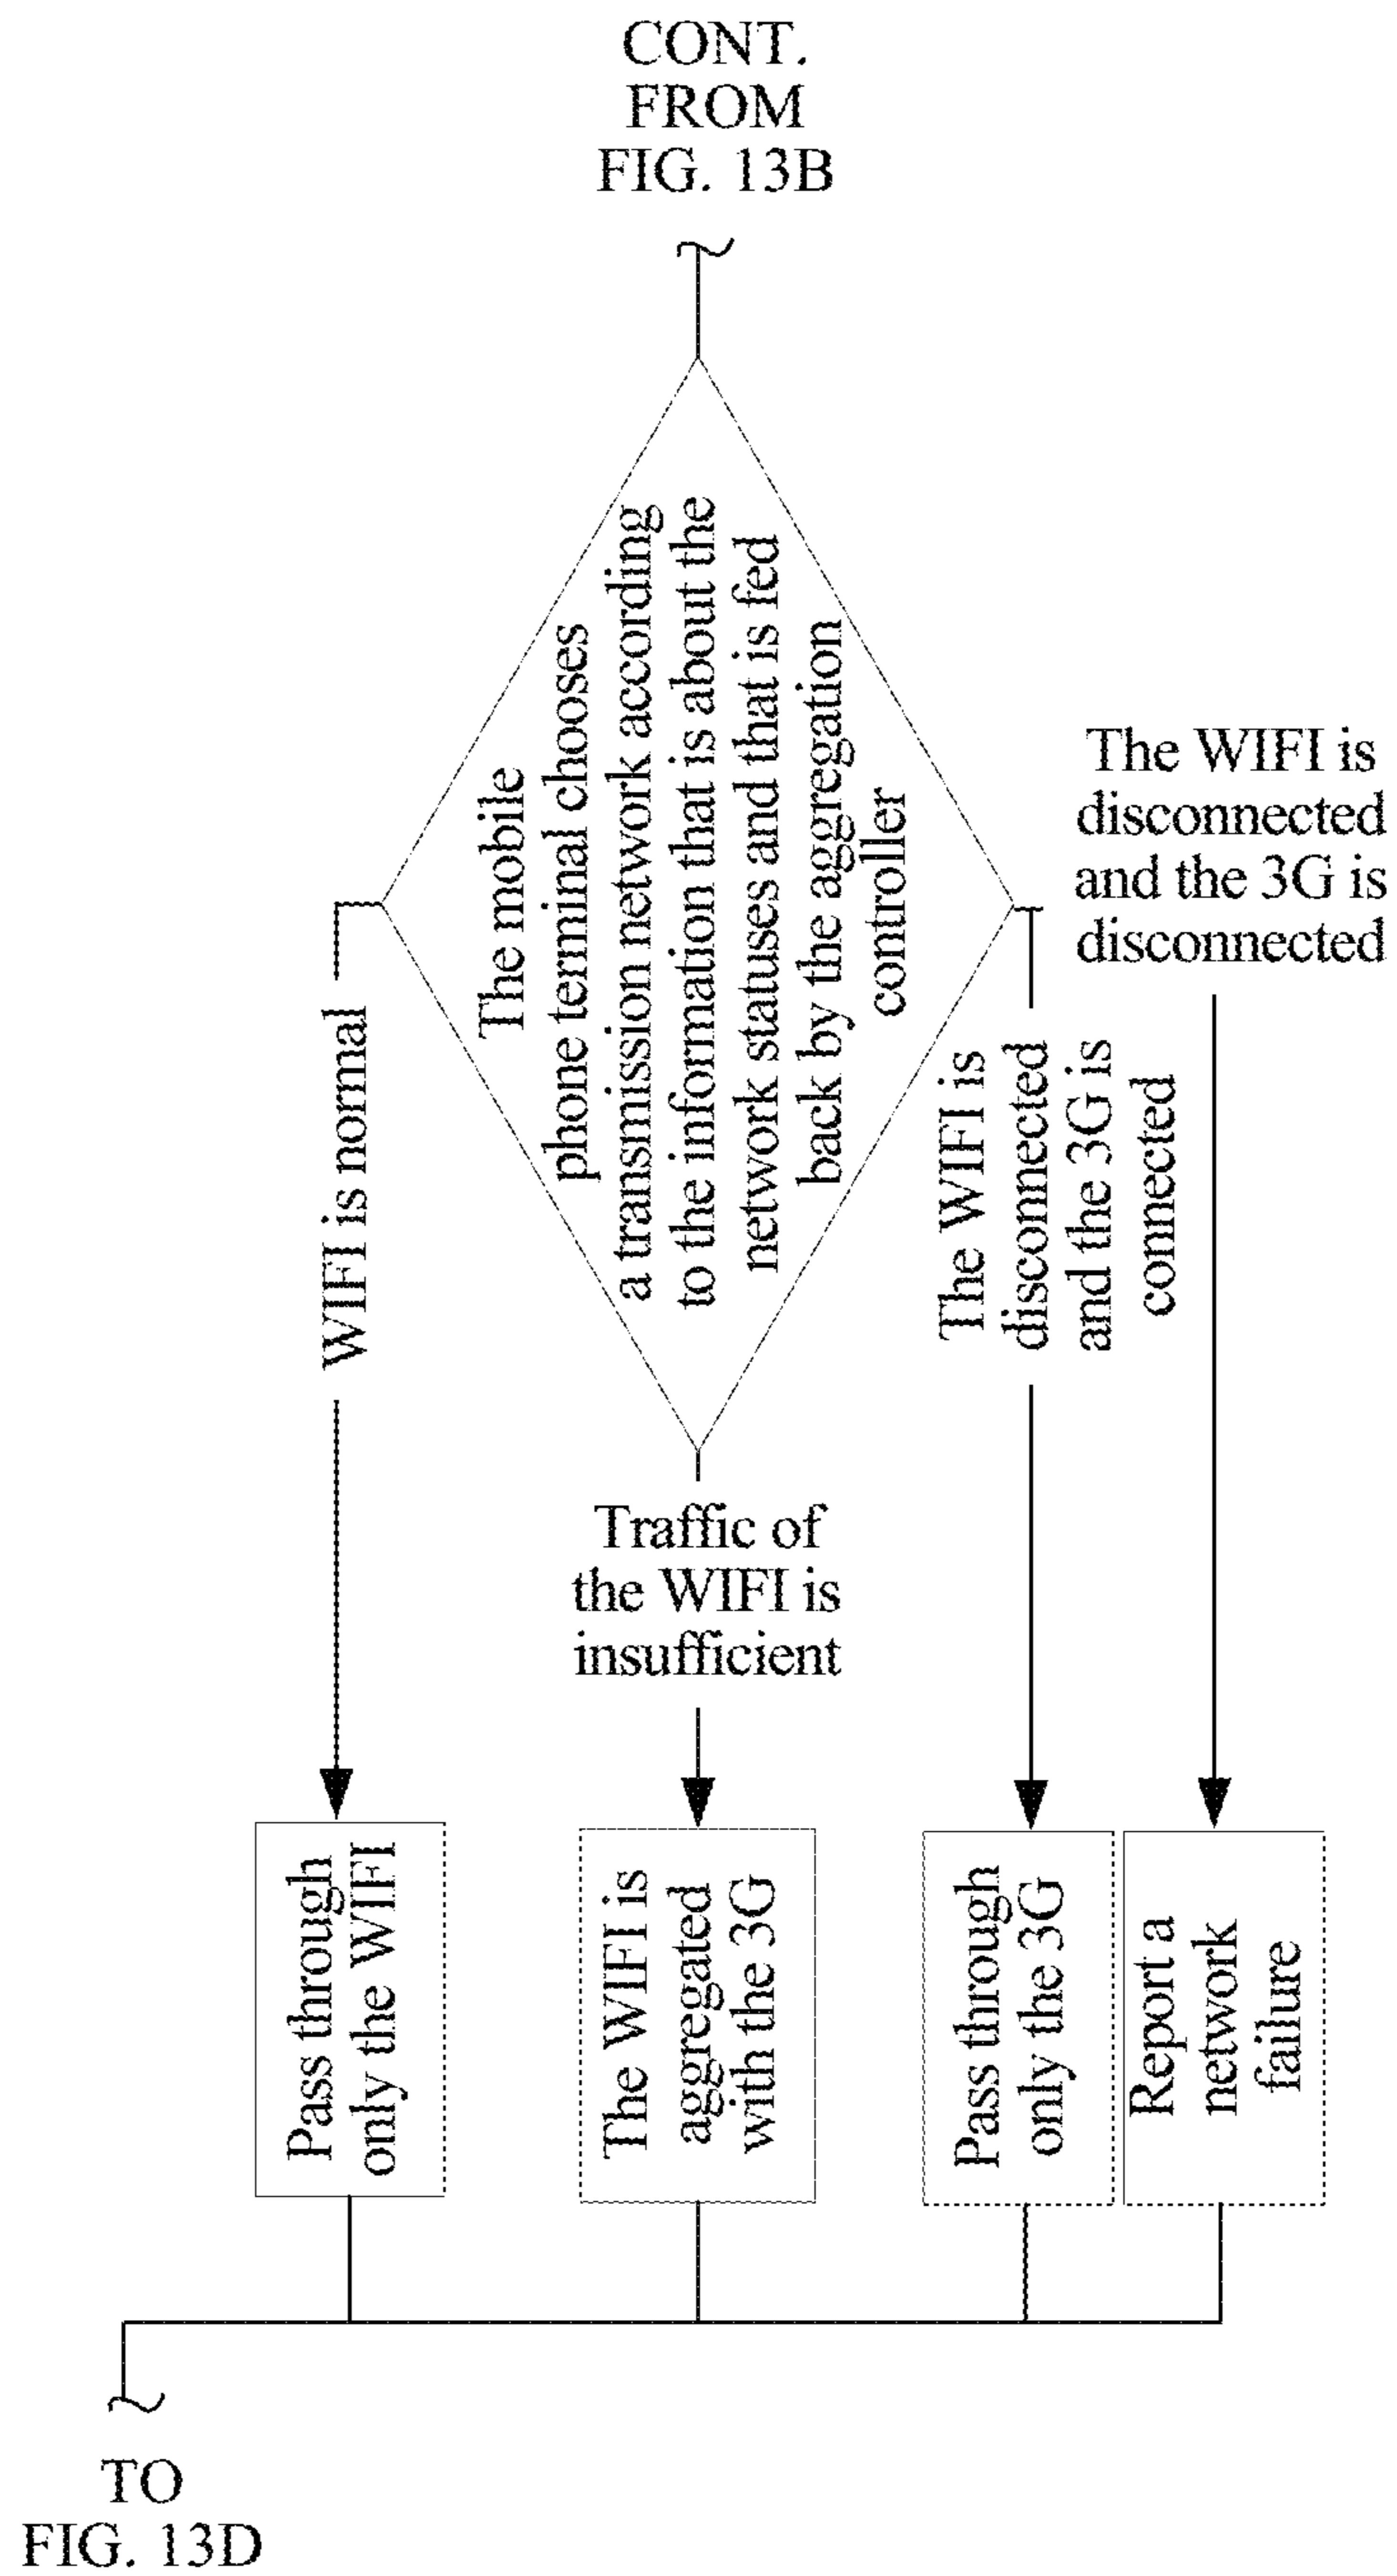 CONT.
FROM
FIG. 13B
The mobile
phone terminal chooses
a transmission network according
to the information that is about the
network statuses and that is fed
back by the aggregation
controller
WIFI is normal
Traffic of
the WIFI is
insufficient
The WIFI is
disconnected
and the 3G is
connected
The WIFI is
disconnected
and the 3G is
disconnected
Pass through
only the WIFI
The WIFI is
aggregated
with the 3G
Pass through
only the 3G
Report a
network
failure
TO
FIG. 13D